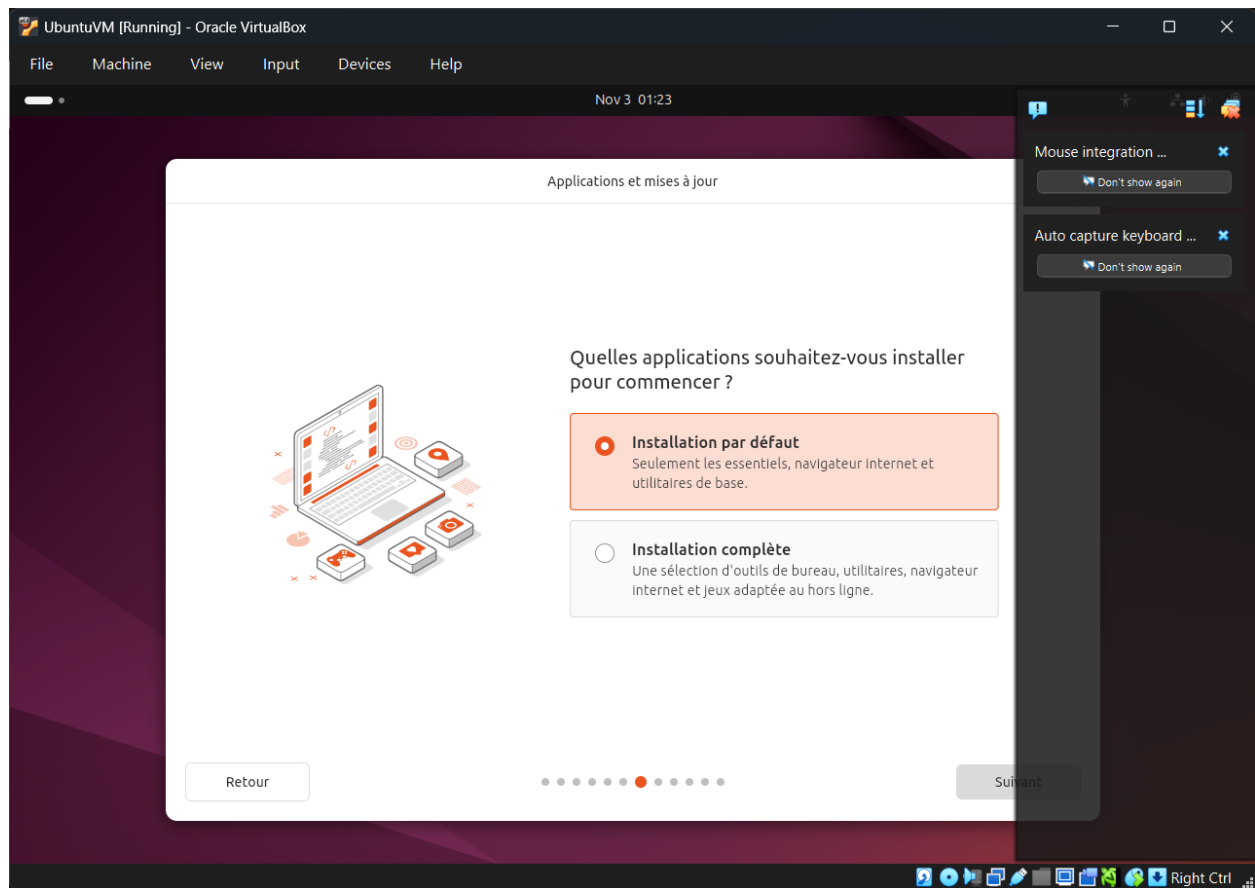 UbuntuVM [Running] - Oracle VirtualBox
File Machine View Input Devices Help
Nov 3 01:23
Mouse integration ...
Don't show again
Auto capture keyboard ...
Don't show again
Applications et mises à jour
Quelles applications souhaitez-vous installer
pour commencer ?
Installation par défaut
Seulement les essentiels, navigateur internet et
utilitaires de base.
Installation complète
Une sélection d'outils de bureau, utilitaires, navigateur
internet et jeux adaptée au hors ligne.
Retour
Suivant
Right Ctrl